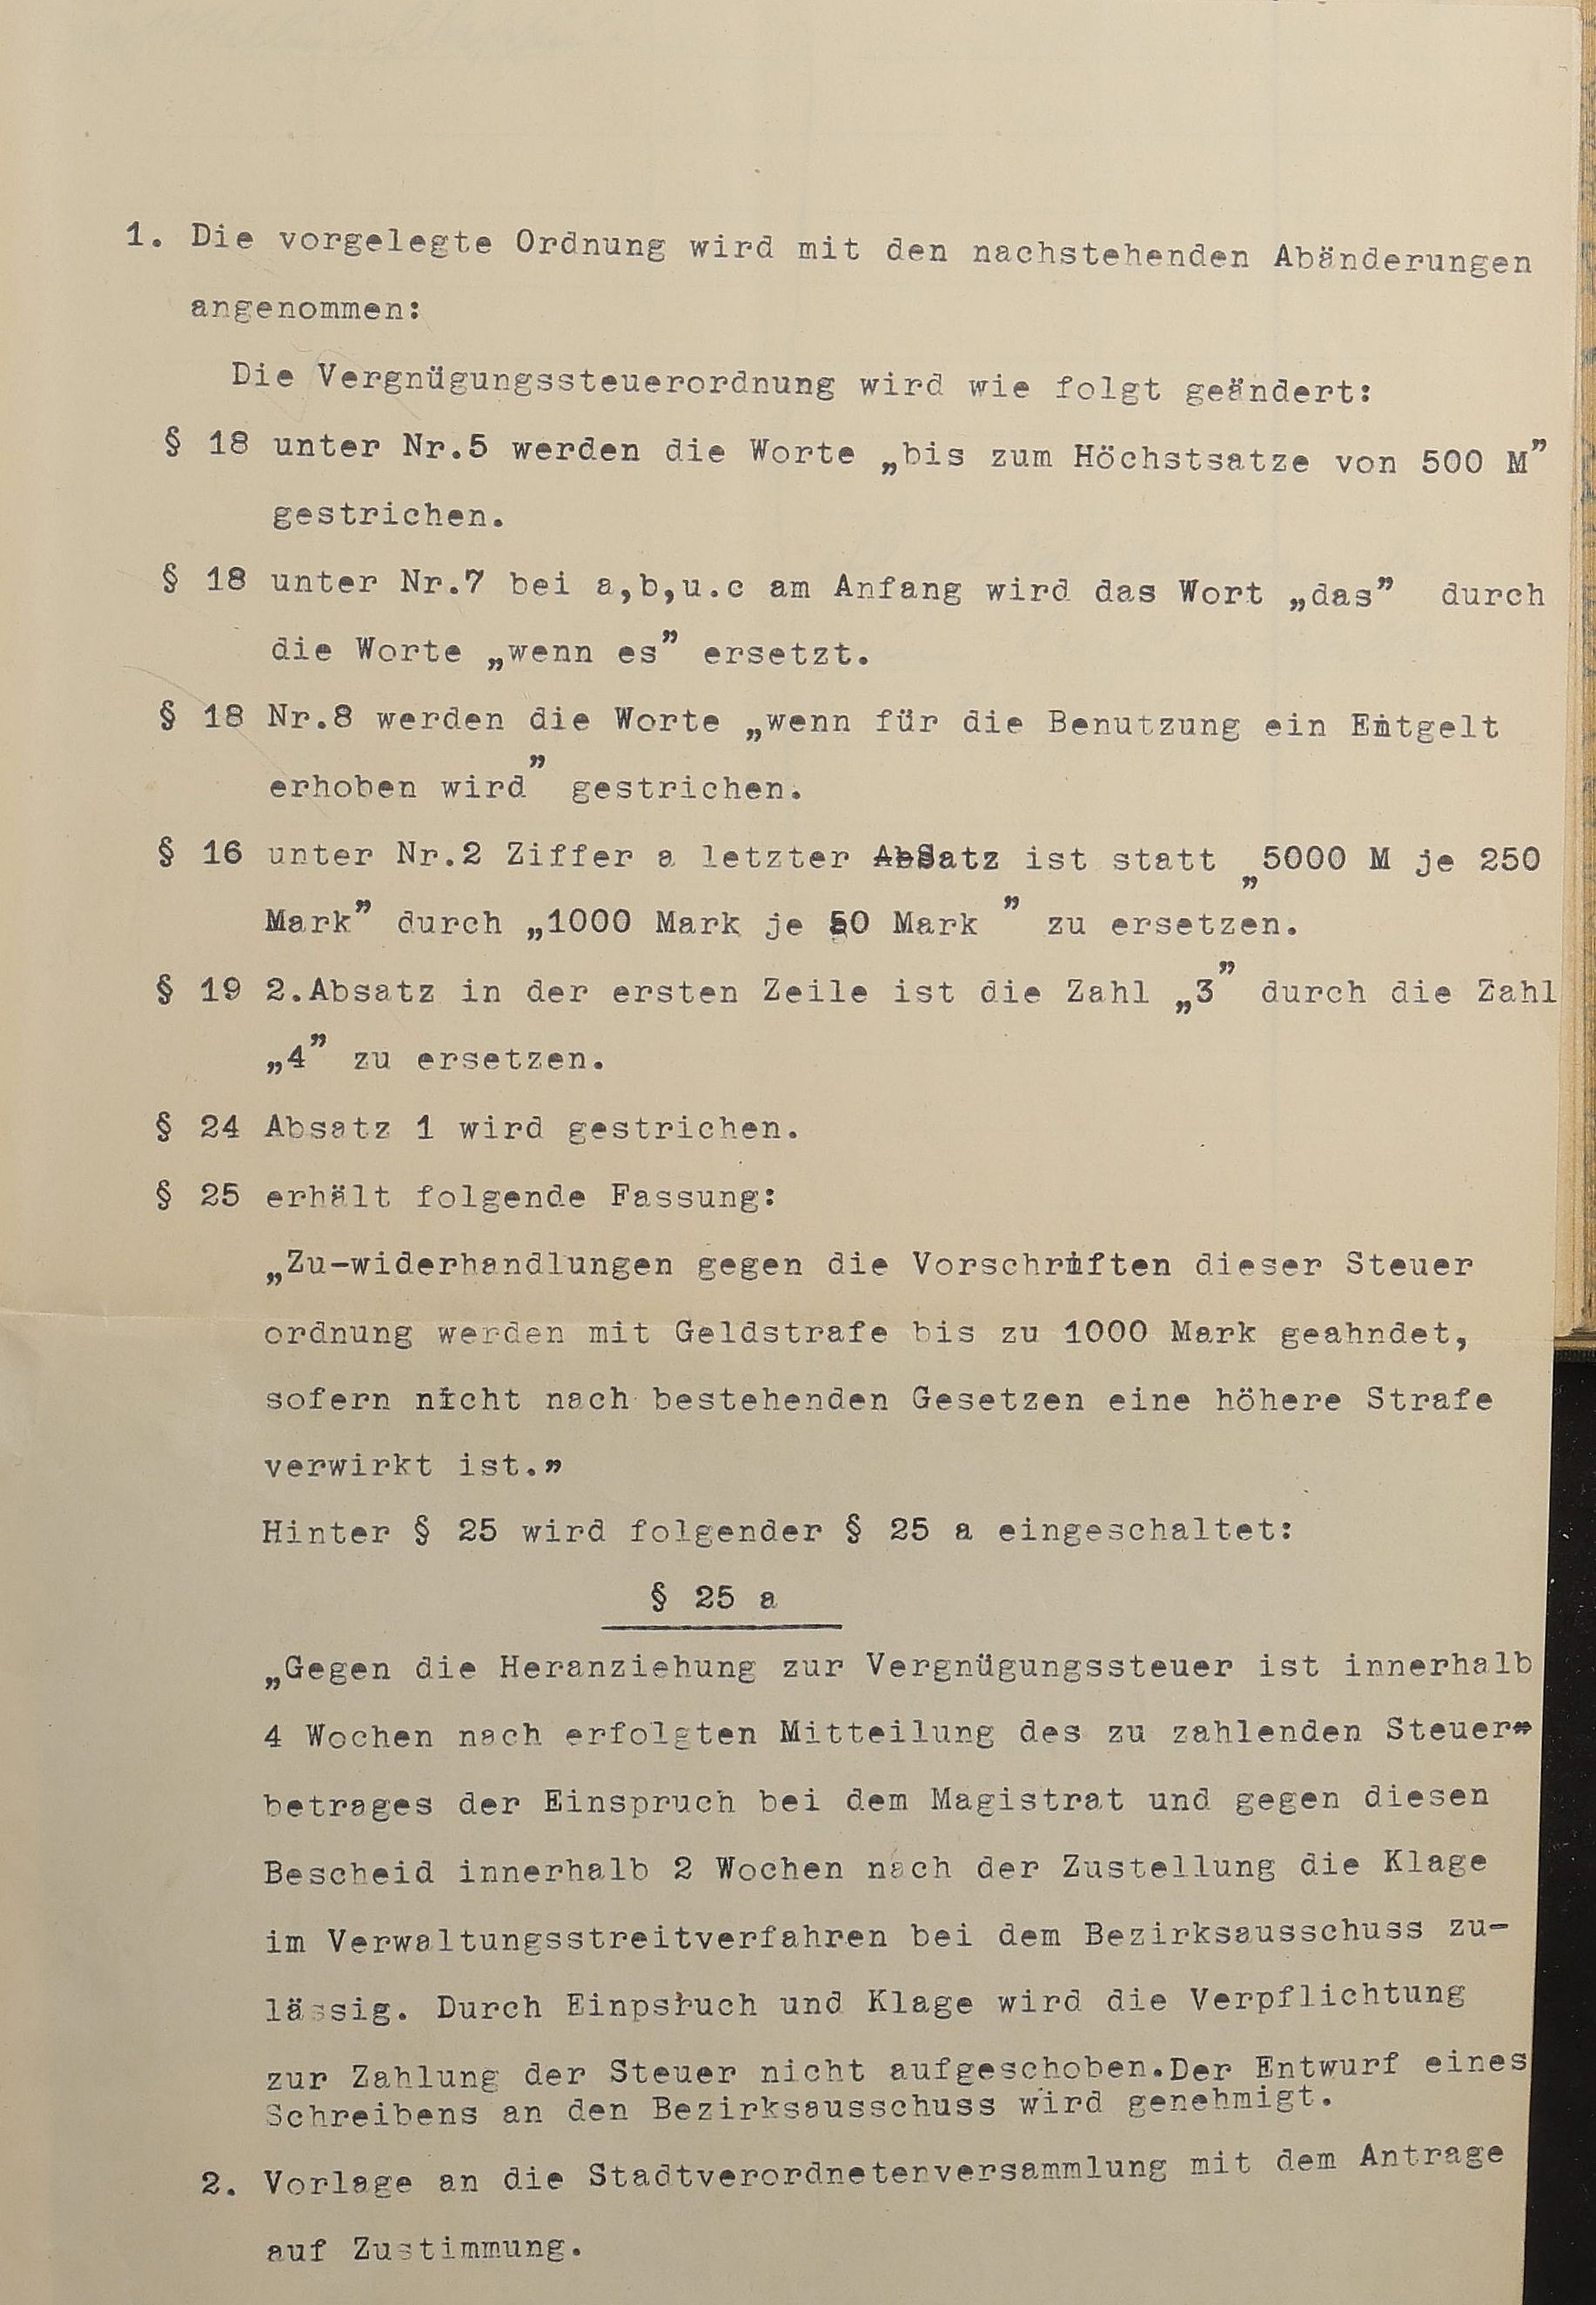 1. Die vorgelegte Ordnung wird mit den nachstehenden Abänderungen
angenommen:
Die Vergnügungssteuerordnung wird wie folgt geändert:
§ 18 unter Nr.5 werden die Worte „bis zum Höchstsatze von 500 M”
gestrichen.
§ 18 unter Nr.7 bei a,b,u.c am Anfang wird das Wort „das” durch
die Worte „wenn es” ersetzt.
§ 18 Nr.8 werden die Worte „wenn für die Benutzung ein Entgelt
erhoben wird” gestrichen.
§ 16 unter Nr.2 Ziffer a letzter Satz ist statt „5000 M je 250
Mark” durch „1000 Mark je 50 Mark ” zu ersetzen.
§ 19 2.Absatz in der ersten Zeile ist die Zahl „3” durch die Zahl
„4” zu ersetzen.
§ 24 Absatz 1 wird gestrichen.
§ 25 erhält folgende Fassung:
„Zu-widerhandlungen gegen die Vorschriften dieser Steuer
ordnung werden mit Geldstrafe bis zu 1000 Mark geahndet,
sofern nicht nach bestehenden Gesetzen eine höhere Strafe
verwirkt ist.”
Hinter § 25 wird folgender § 25 a eingeschaltet:
§ 25 a
„Gegen die Heranziehung zur Vergnügungssteuer ist innerhalb
4 Wochen nach erfolgten Mitteilung des zu zahlenden Steuer-
betrages der Einspruch bei dem Magistrat und gegen diesen
Bescheid innerhalb 2 Wochen nach der Zustellung die Klage
im Verwaltungsstreitverfahren bei dem Bezirksausschuss zu-
lässig. Durch Einpsruch und Klage wird die Verpflichtung
zur Zahlung der Steuer nicht aufgeschoben.Der Entwurf eines
Schreibens an den Bezirksausschuss wird genehmigt.
2. Vorlage an die Stadtverordnetenversammlung mit dem Antrage
auf Zustimmung.